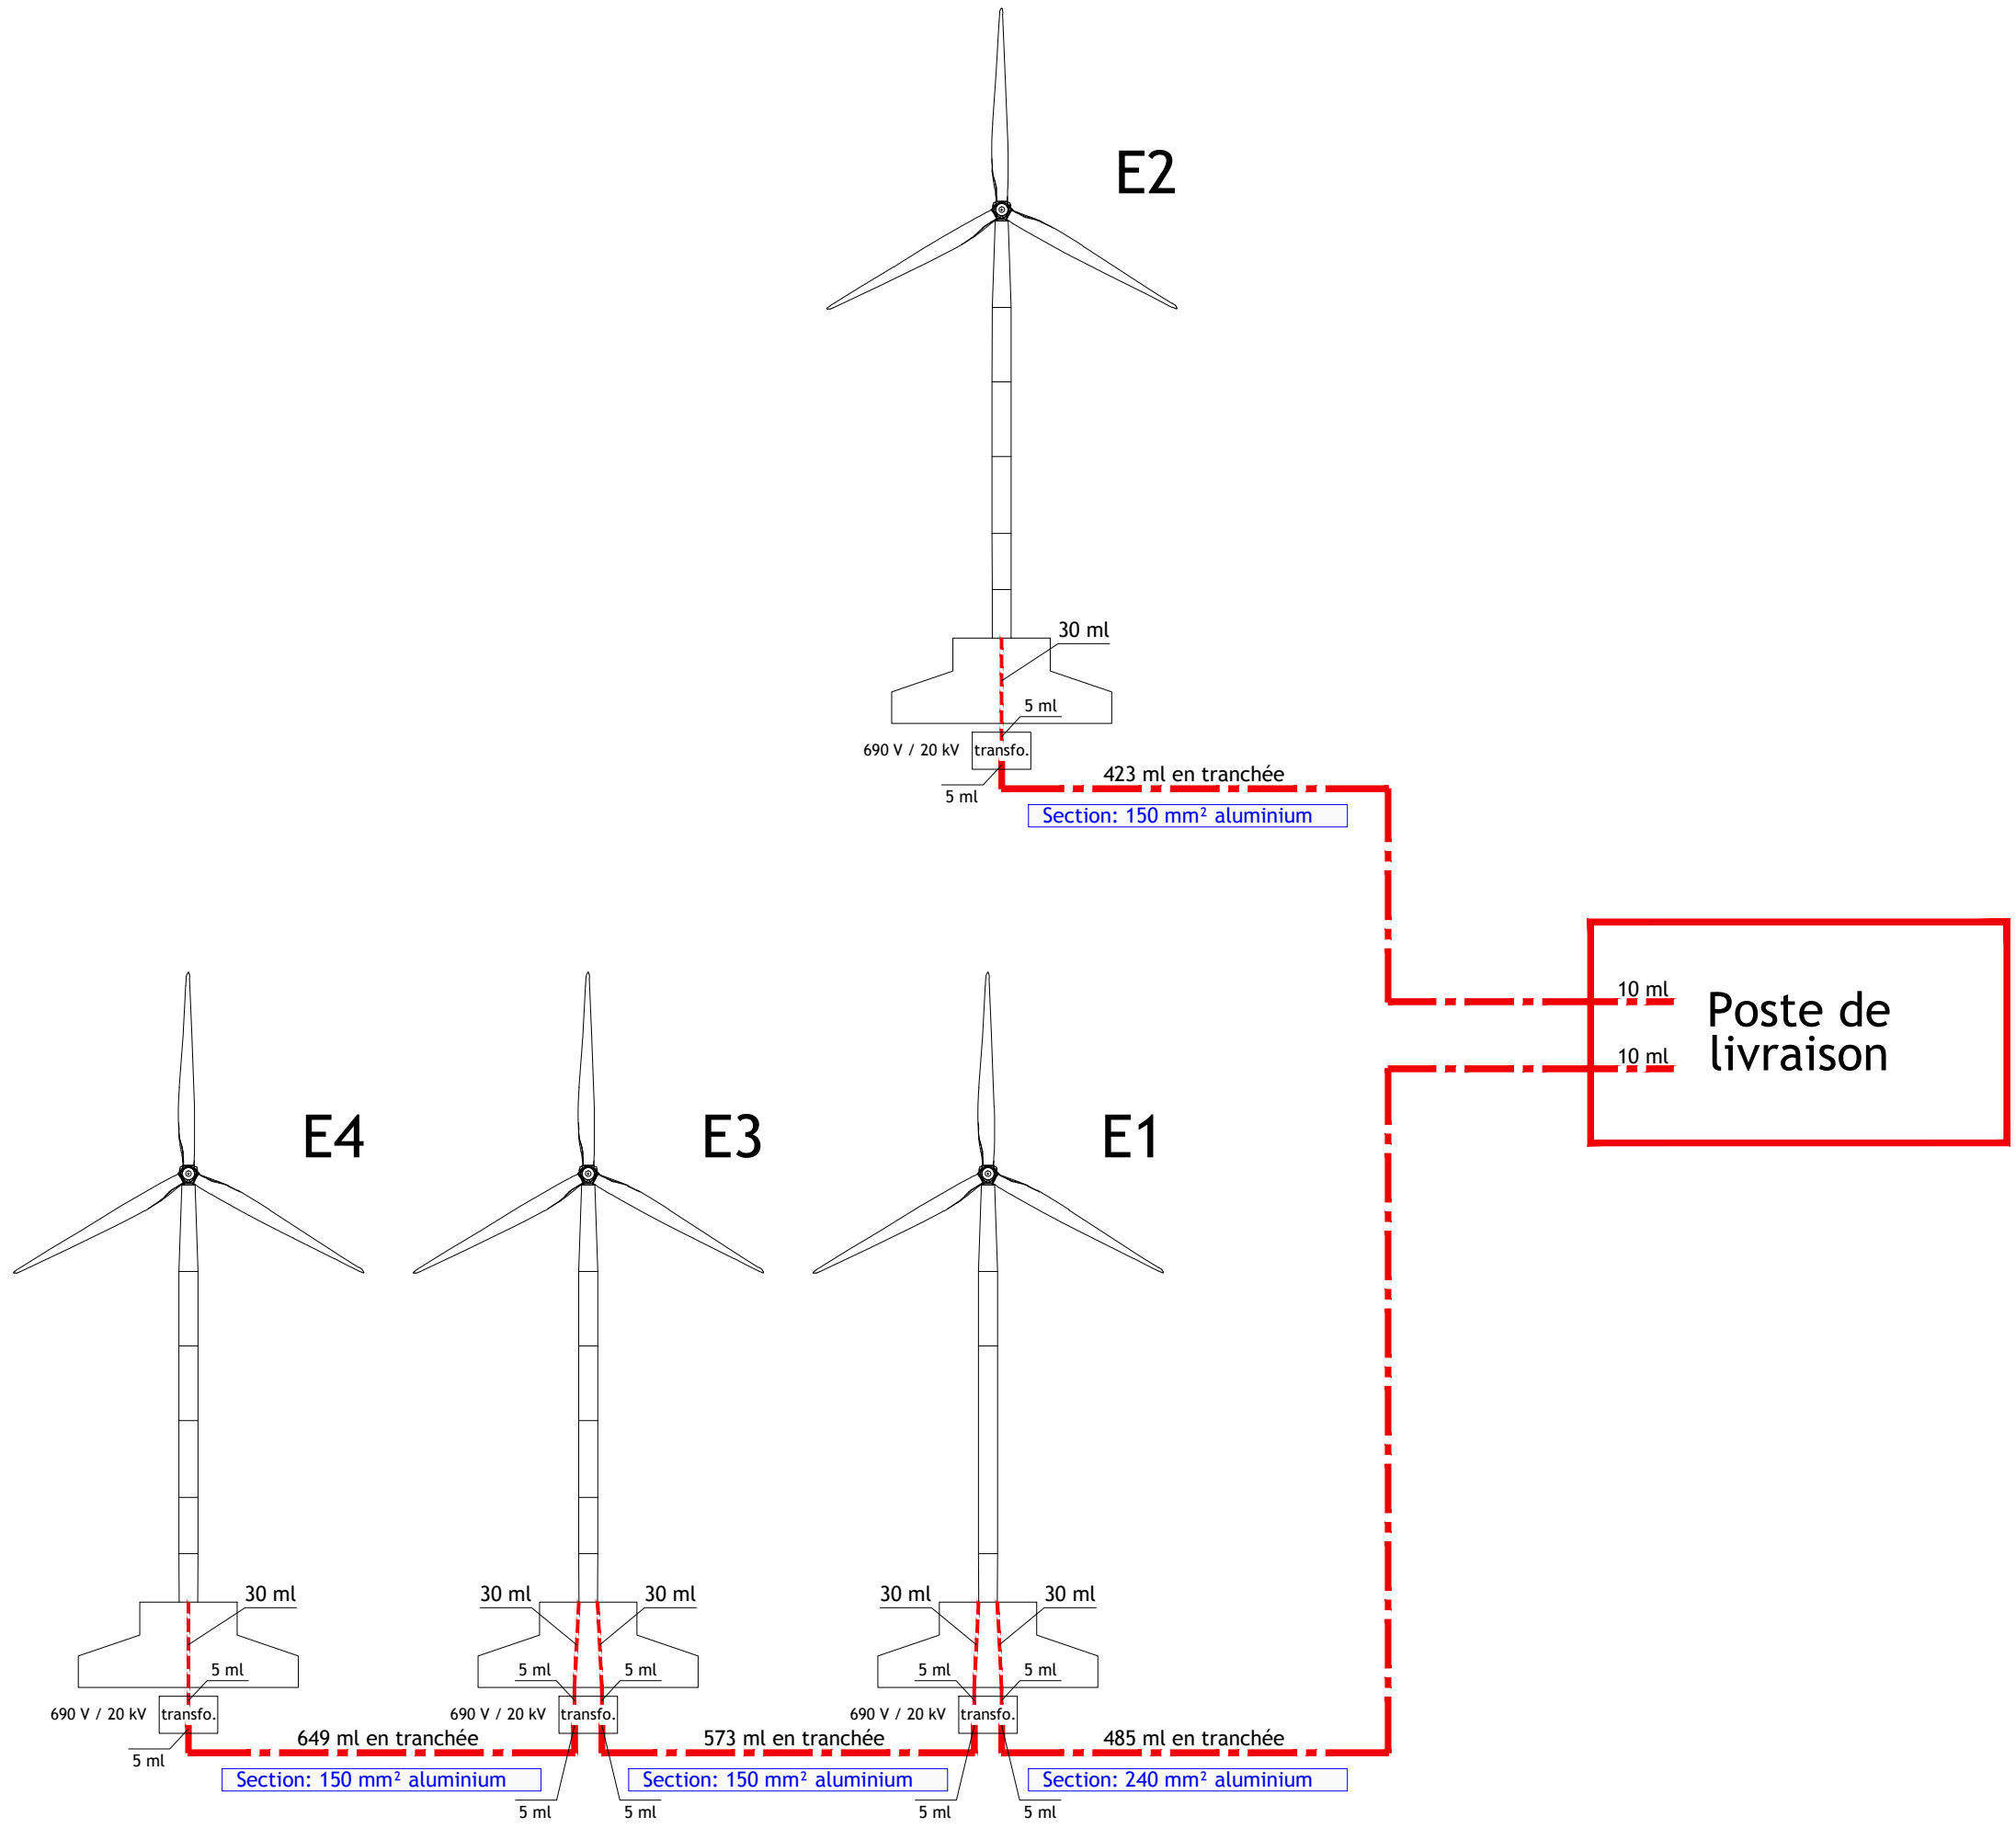 E2
30 ml
5 ml
690 V / 20 kV
transfo.
5 ml
423 ml en tranchée
Section: 150 mm² aluminium
10 ml
10 ml
Poste de
livraison
E4
E3
E1
30 ml
30 ml
30 ml
30 ml
30 ml
5 ml
5 ml
5 ml
5 ml
5 ml
690 V / 20 kV
transfo.
690 V / 20 kV
transfo.
690 V / 20 kV
transfo.
5 ml
649 ml en tranchée
573 ml en tranchée
485 ml en tranchée
Section: 150 mm² aluminium
Section: 150 mm² aluminium
Section: 240 mm² aluminium
5 ml
5 ml
5 ml
5 ml